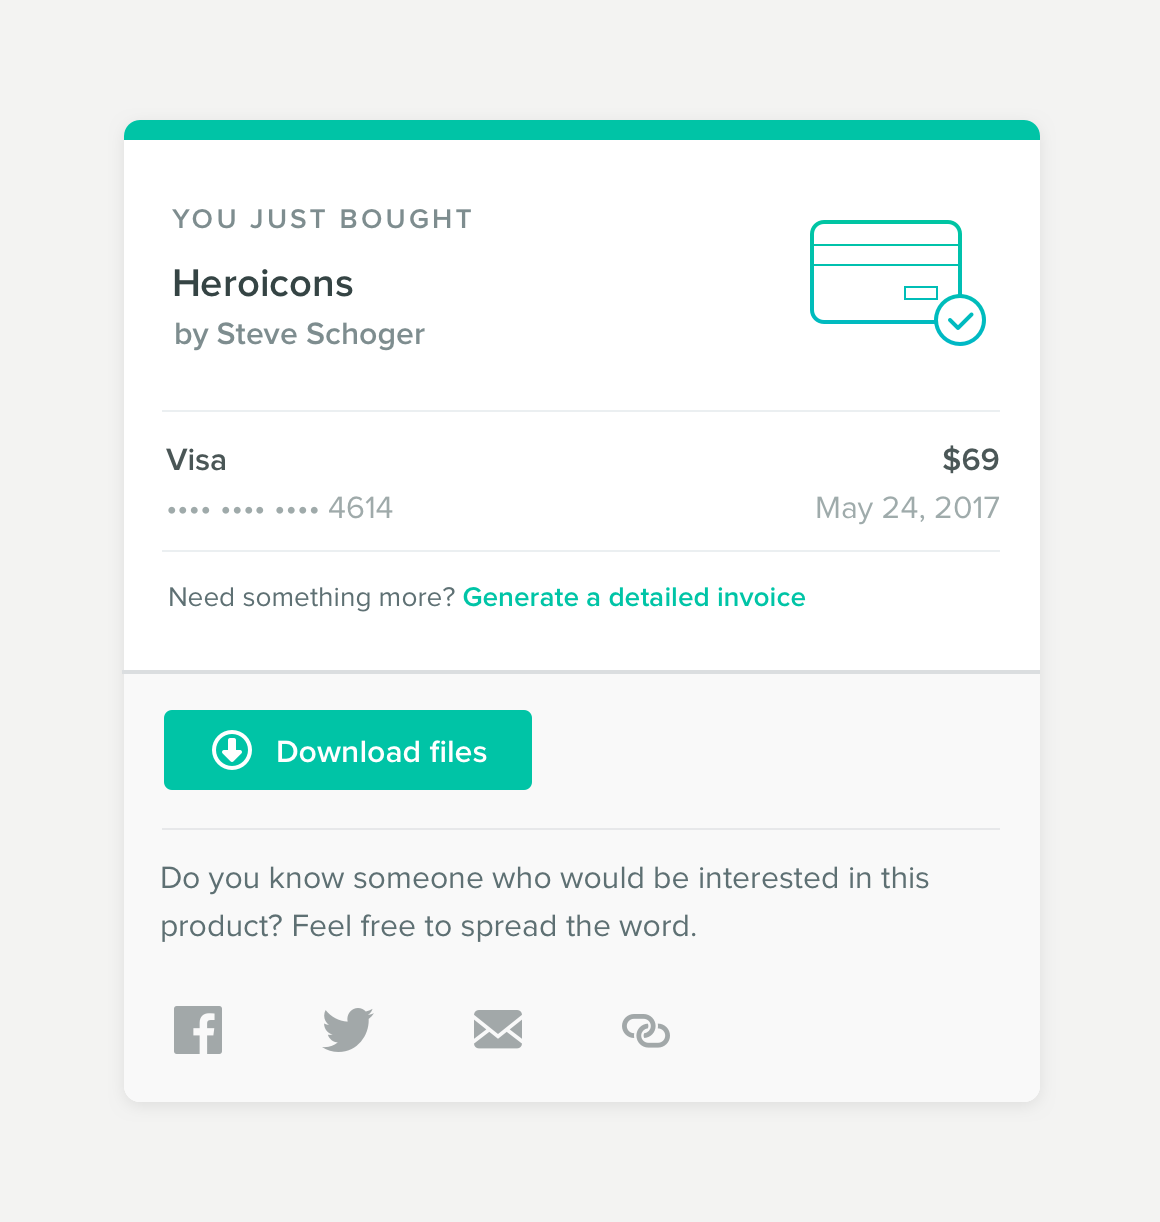 YOU JUST BOUGHT
Heroicons
by Steve Schoger
Visa
$69
•••• •••• •••• 4614
May 24, 2017
Need something more? Generate a detailed invoice
Download files
Do you know someone who would be interested in this
product? Feel free to spread the word.